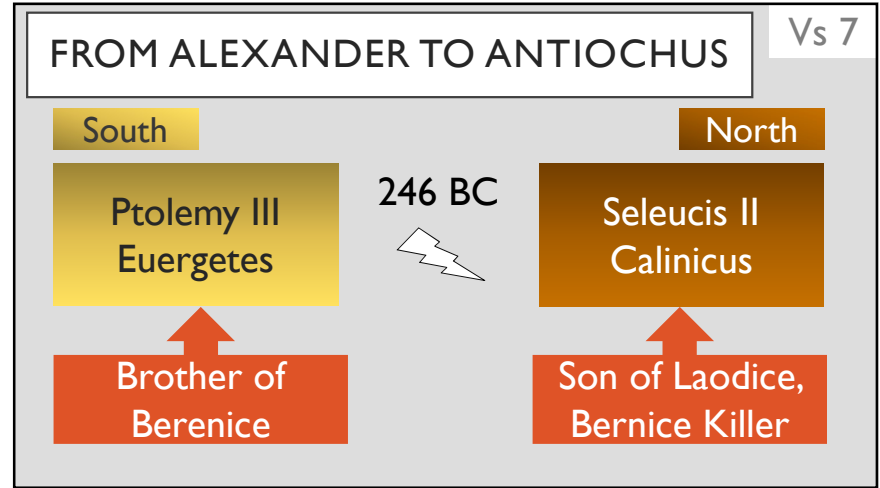 FROM ALEXANDER TO ANTIOCHUS
Vs 7
South
North
Ptolemy III
Euergetes
246 BC
Seleucis II
Calinicus
Brother of
Berenice
Son of Laodice,
Bernice Killer